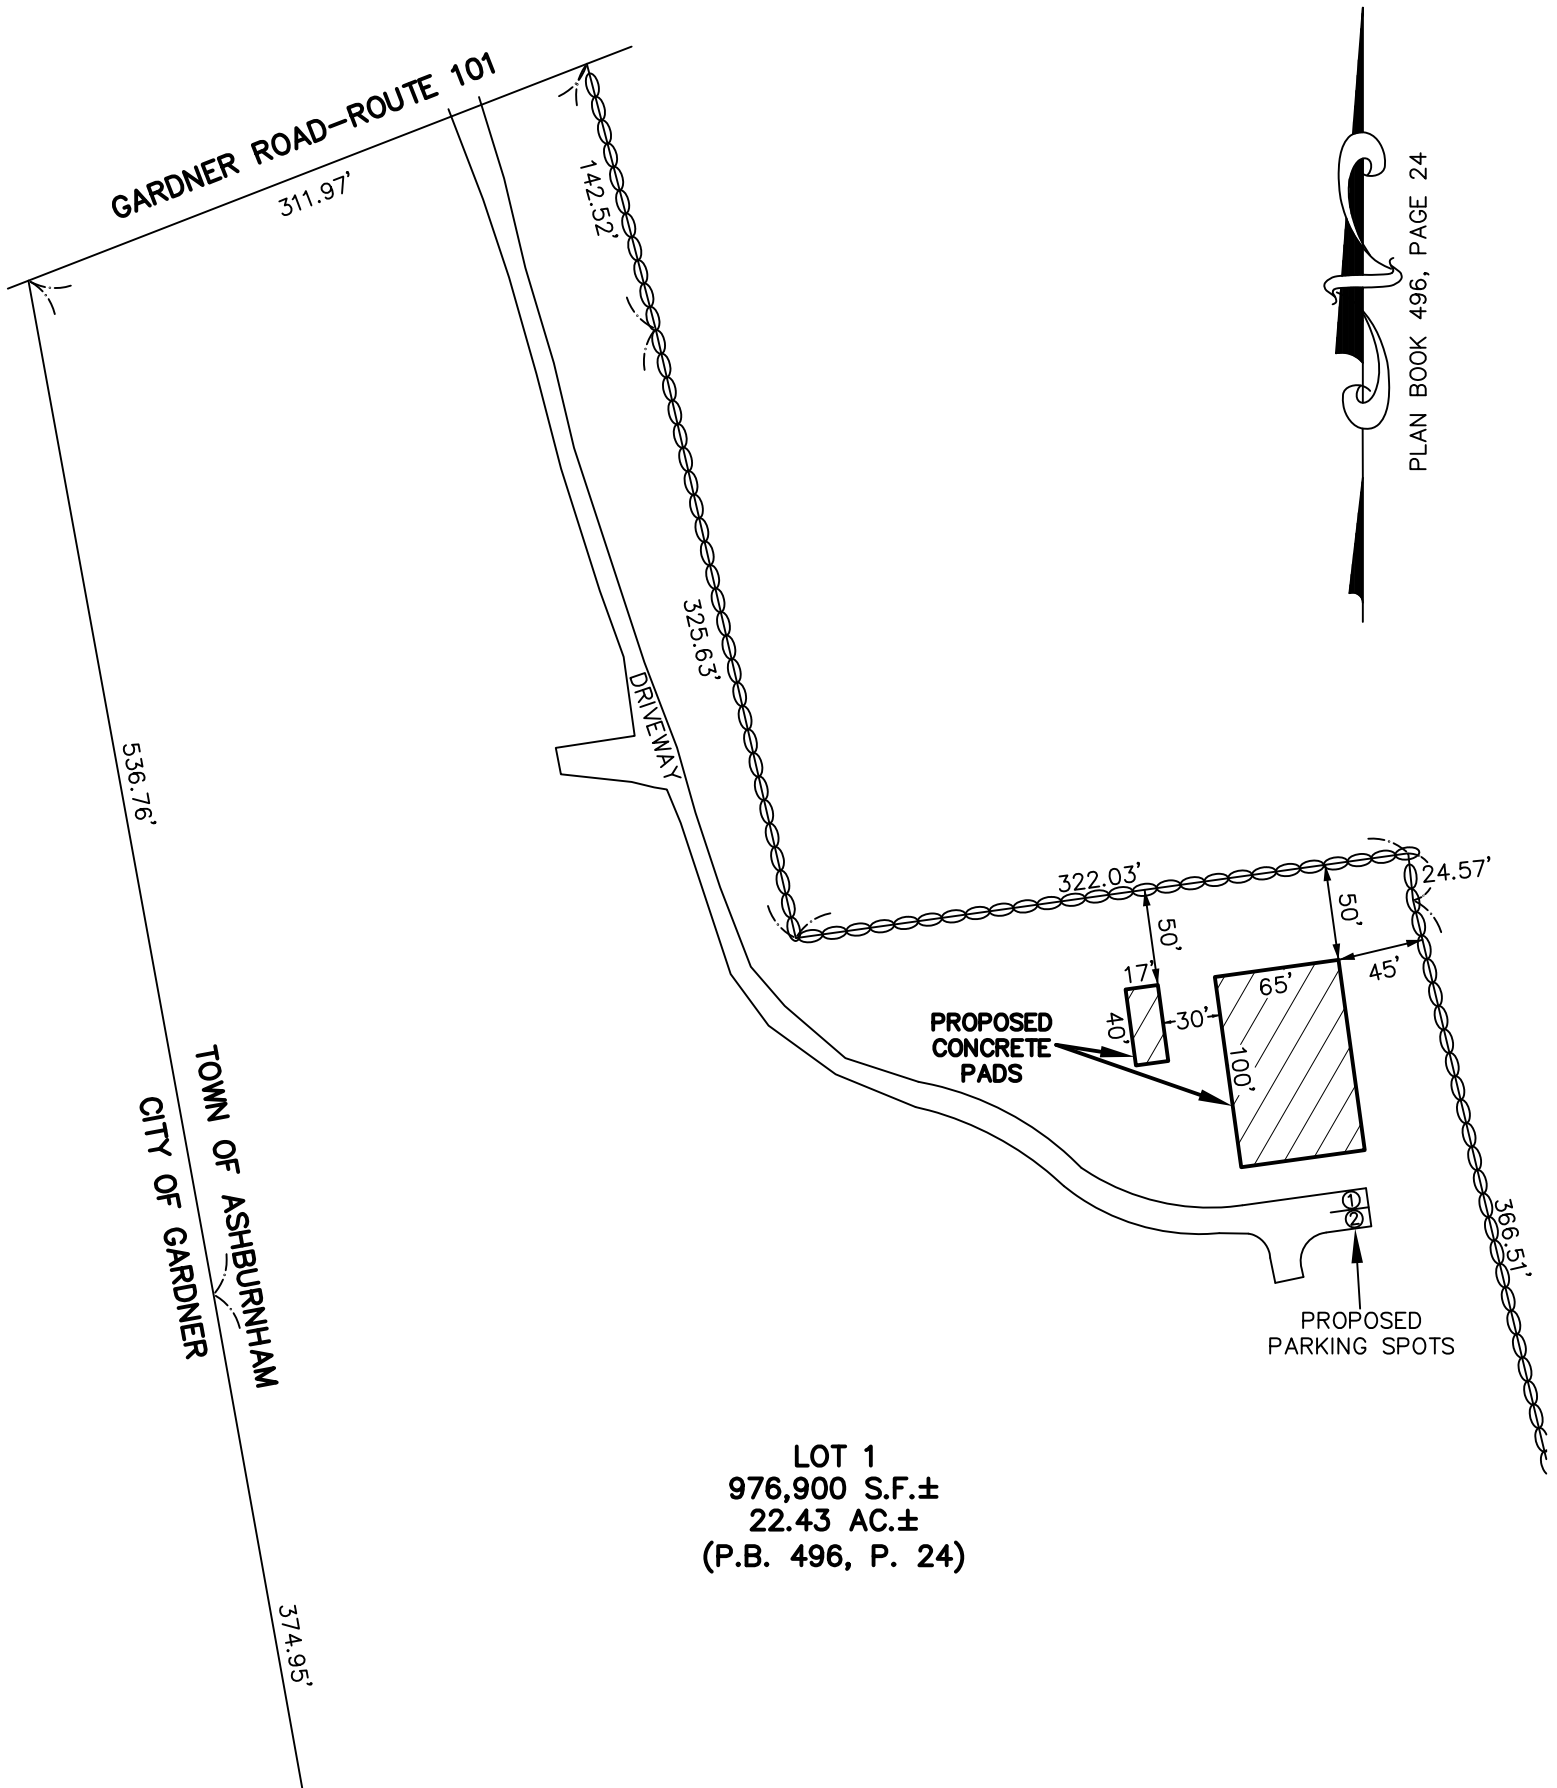 GARDNER ROAD–ROUTE 101
311.97'
142.52'
PLAN BOOK 496, PAGE 24
325.63'
DRIVEWAY
536.76'
322.03'
24.57'
50'
50'
45'
17'
65'
40'
30'
100'
PROPOSED
CONCRETE
PADS
TOWN OF ASHBURNHAM
CITY OF GARDNER
1
2
366.51'
PROPOSED
PARKING SPOTS
LOT 1
976,900 S.F.±
22.43 AC.±
(P.B. 496, P. 24)
374.95'